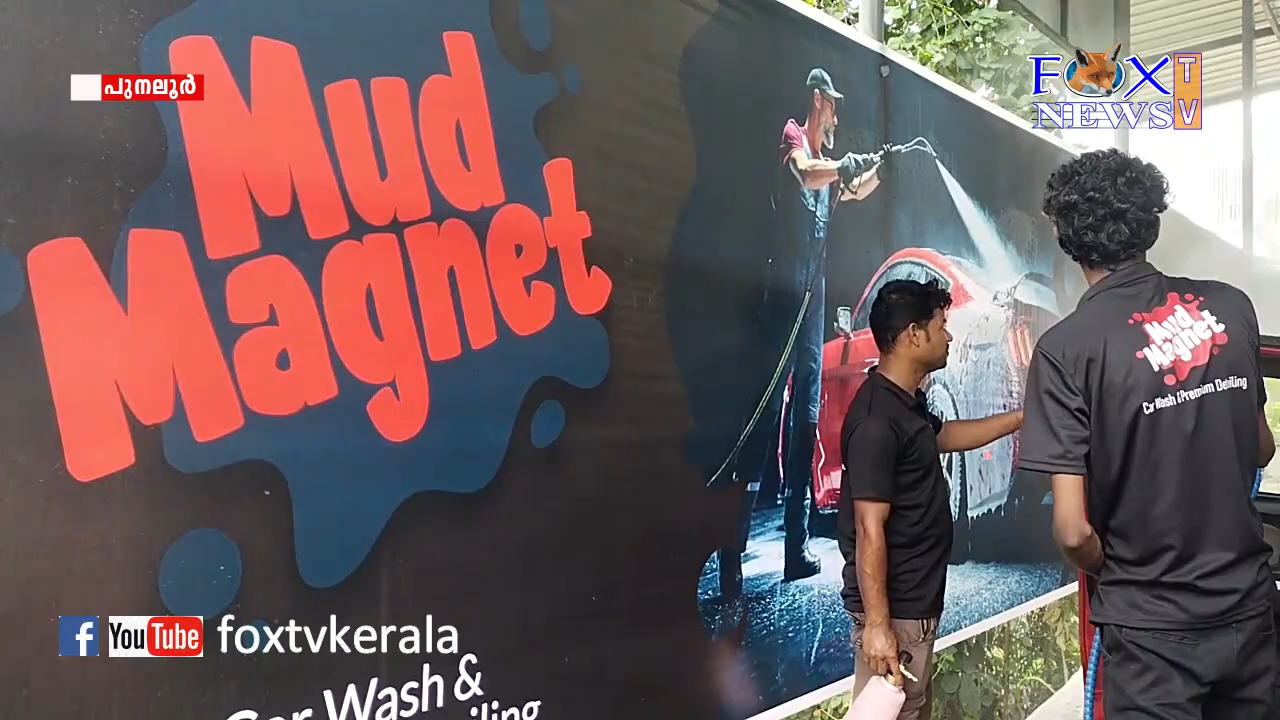 പുനലൂർ
FOX
NEWS
TV
Mud
Magnet
Mud
Magnet
Car Wash & Premium Detailing
f YouTube foxtvkerala
Car Wash &